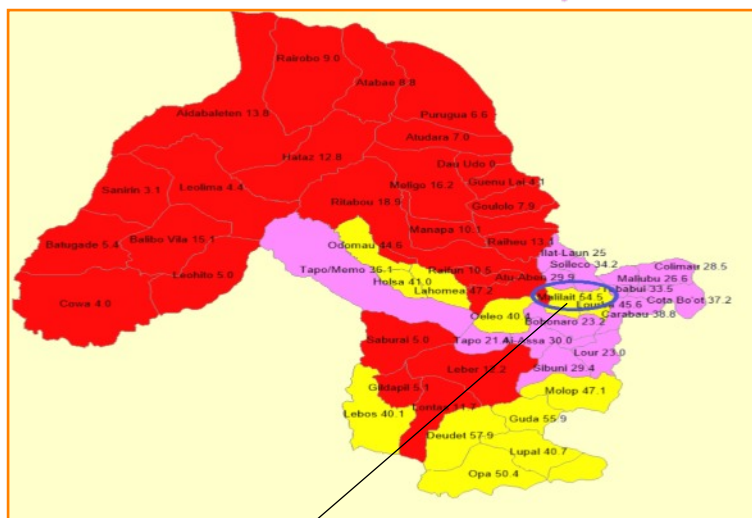 Rairobo 9.0
Atabae 8.8
Aidabaleten 13.8
Purugua 6.6
Atudara 7.0
Halaz 12.8
Dau Udo 0
Leolima 4.4
Meligo 16.2
Guenu Lai 4.1
Sanirin 3.1
Ritabou 18.9
Goulolo 7.9
Manapa 10.1
Balibo Vila 15.1
Batugade 5.4
Raiheu 13.1
Odomau 44.6
Ilat-Laun 25
Leohito 5.0
Tapo/Memo 36.1
Raifun 10.5
Soileco 34.2
Colimau 28.5
Atu-Aben 29.9
Maliubu 26.6
Holsa 41.0
Lahomea 47.2
Tebabui 33.5
Cowa 4.0
Malilait 54.5
Cota Bo'ot 37.2
45.6
Oeleo 40.4
Carabau 38.8
Bobonaro 23.2
Saburai 5.0
Tapo 21.4
Ai-Assa 30.0
Lour 23.0
Leber 12.2
Sibuni 29.4
Gildapil 5.1
Molop 47.1
Lebos 40.1
11.7
Guda 55.9
Deudet 57.9
Lupal 40.7
Opa 50.4